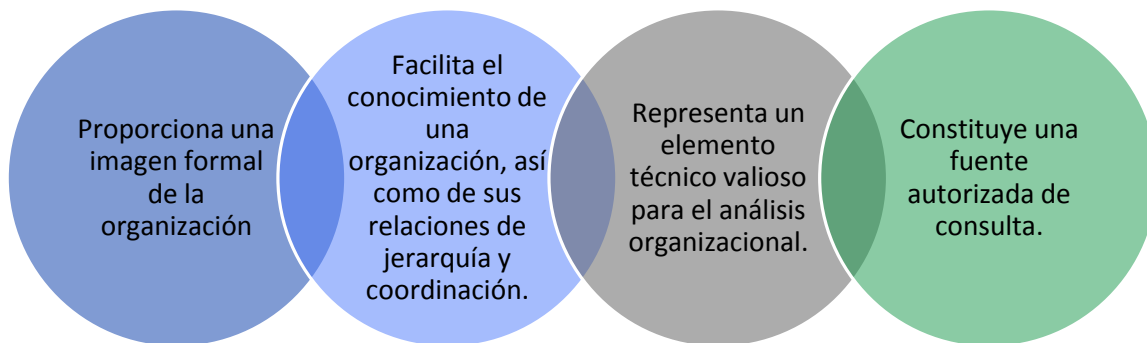 Proporciona una
imagen formal
de la
organización
Facilita el
conocimiento de
una
organización, así
como de sus
relaciones de
jerarquía y
coordinación.
Representa un
elemento
técnico valioso
para el análisis
organizacional.
Constituye una
fuente
autorizada de
consulta.